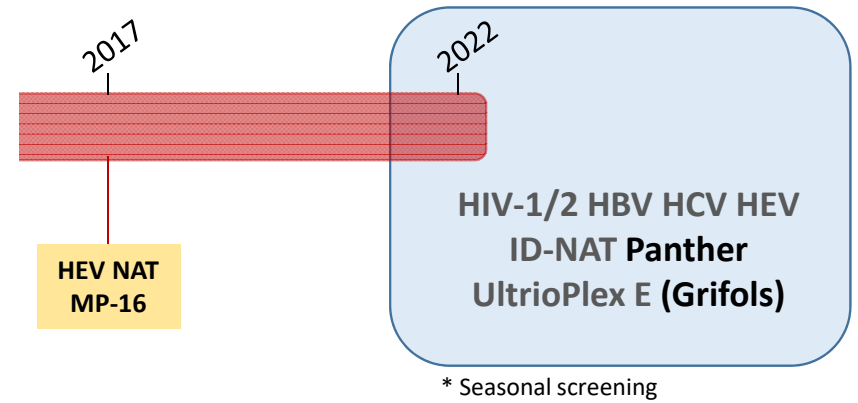 2017
2022
HEV NAT
MP-16
HIV-1/2 HBV HCV HEV
ID-NAT Panther
UltrioPlex E (Grifols)
* Seasonal screening